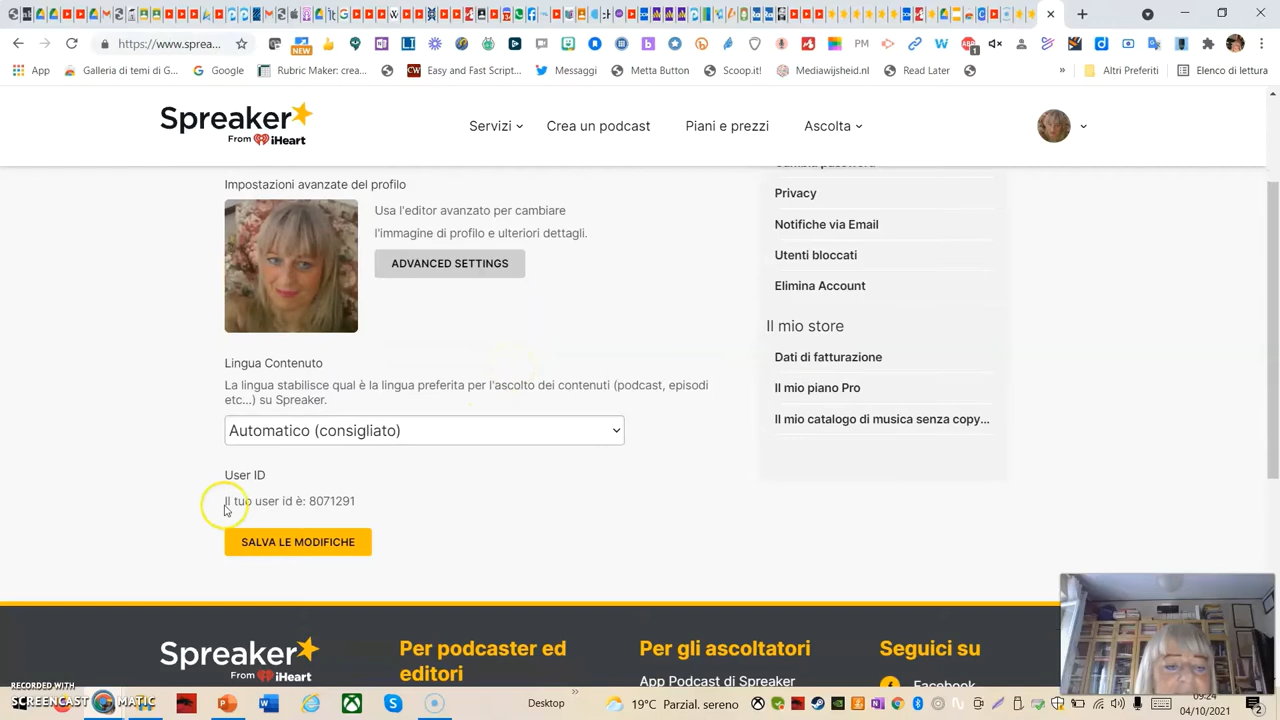 https://www.sprea...
NEW
PM
App
Galleria di temi di G...
Google
Rubric Maker: crea...
Easy and Fast Script...
Messaggi
Metta Button
Scoop.it!
Mediawijsheid.nl
Read Later
»
Altri Preferiti
Elenco di lettura
Spreaker
From iHeart
Servizi
Crea un podcast
Piani e prezzi
Ascolta
Impostazioni avanzate del profilo
Usa l'editor avanzato per cambiare
l'immagine di profilo e ulteriori dettagli.
ADVANCED SETTINGS
Privacy
Notifiche via Email
Utenti bloccati
Elimina Account
Il mio store
Dati di fatturazione
Il mio piano Pro
Il mio catalogo di musica senza copy...
Lingua Contenuto
La lingua stabilisce qual è la lingua preferita per l'ascolto dei contenuti (podcast, episodi
etc...) su Spreaker.
Automatico (consigliato)
User ID
Il tuo user id è: 8071291
SALVA LE MODIFICHE
Spreaker
From iHeart
Per podcaster ed
editori
Per gli ascoltatori
App Podcast di Spreaker
Seguici su
Facebook
RECORDED WITH
SCREENCAST MATIC
Desktop
19°C Parzial. sereno
09:24
04/10/2021